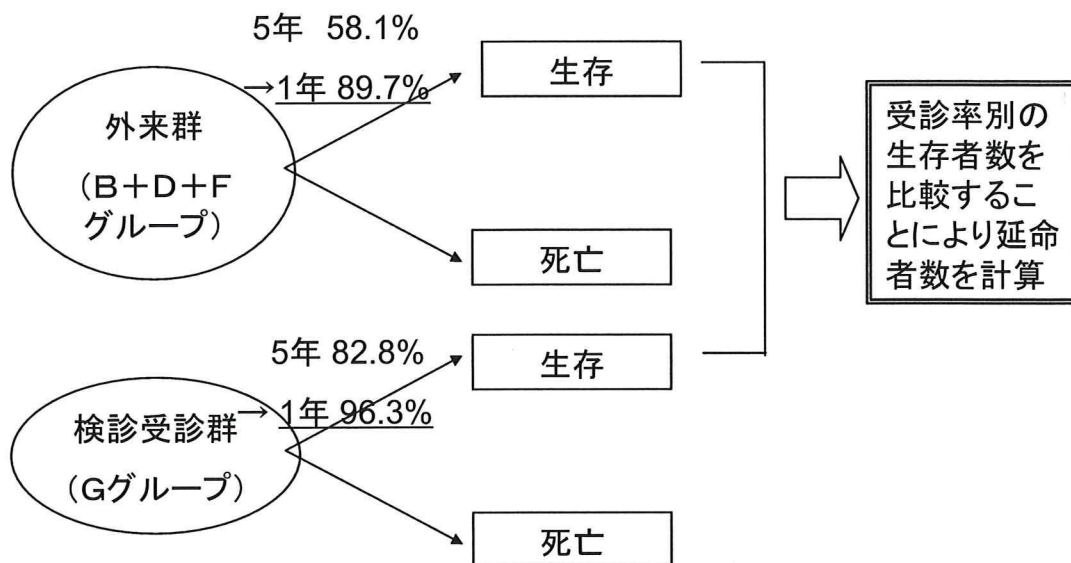 5年 58.1%
→1年 89.7%
外来群
(B+D+F
グループ)
生存
死亡
5年 82.8%
→ 1年 96.3%
検診受診群
(Gグループ)
生存
死亡
受診率別の
生存者数を
比較するこ
とにより延命
者数を計算